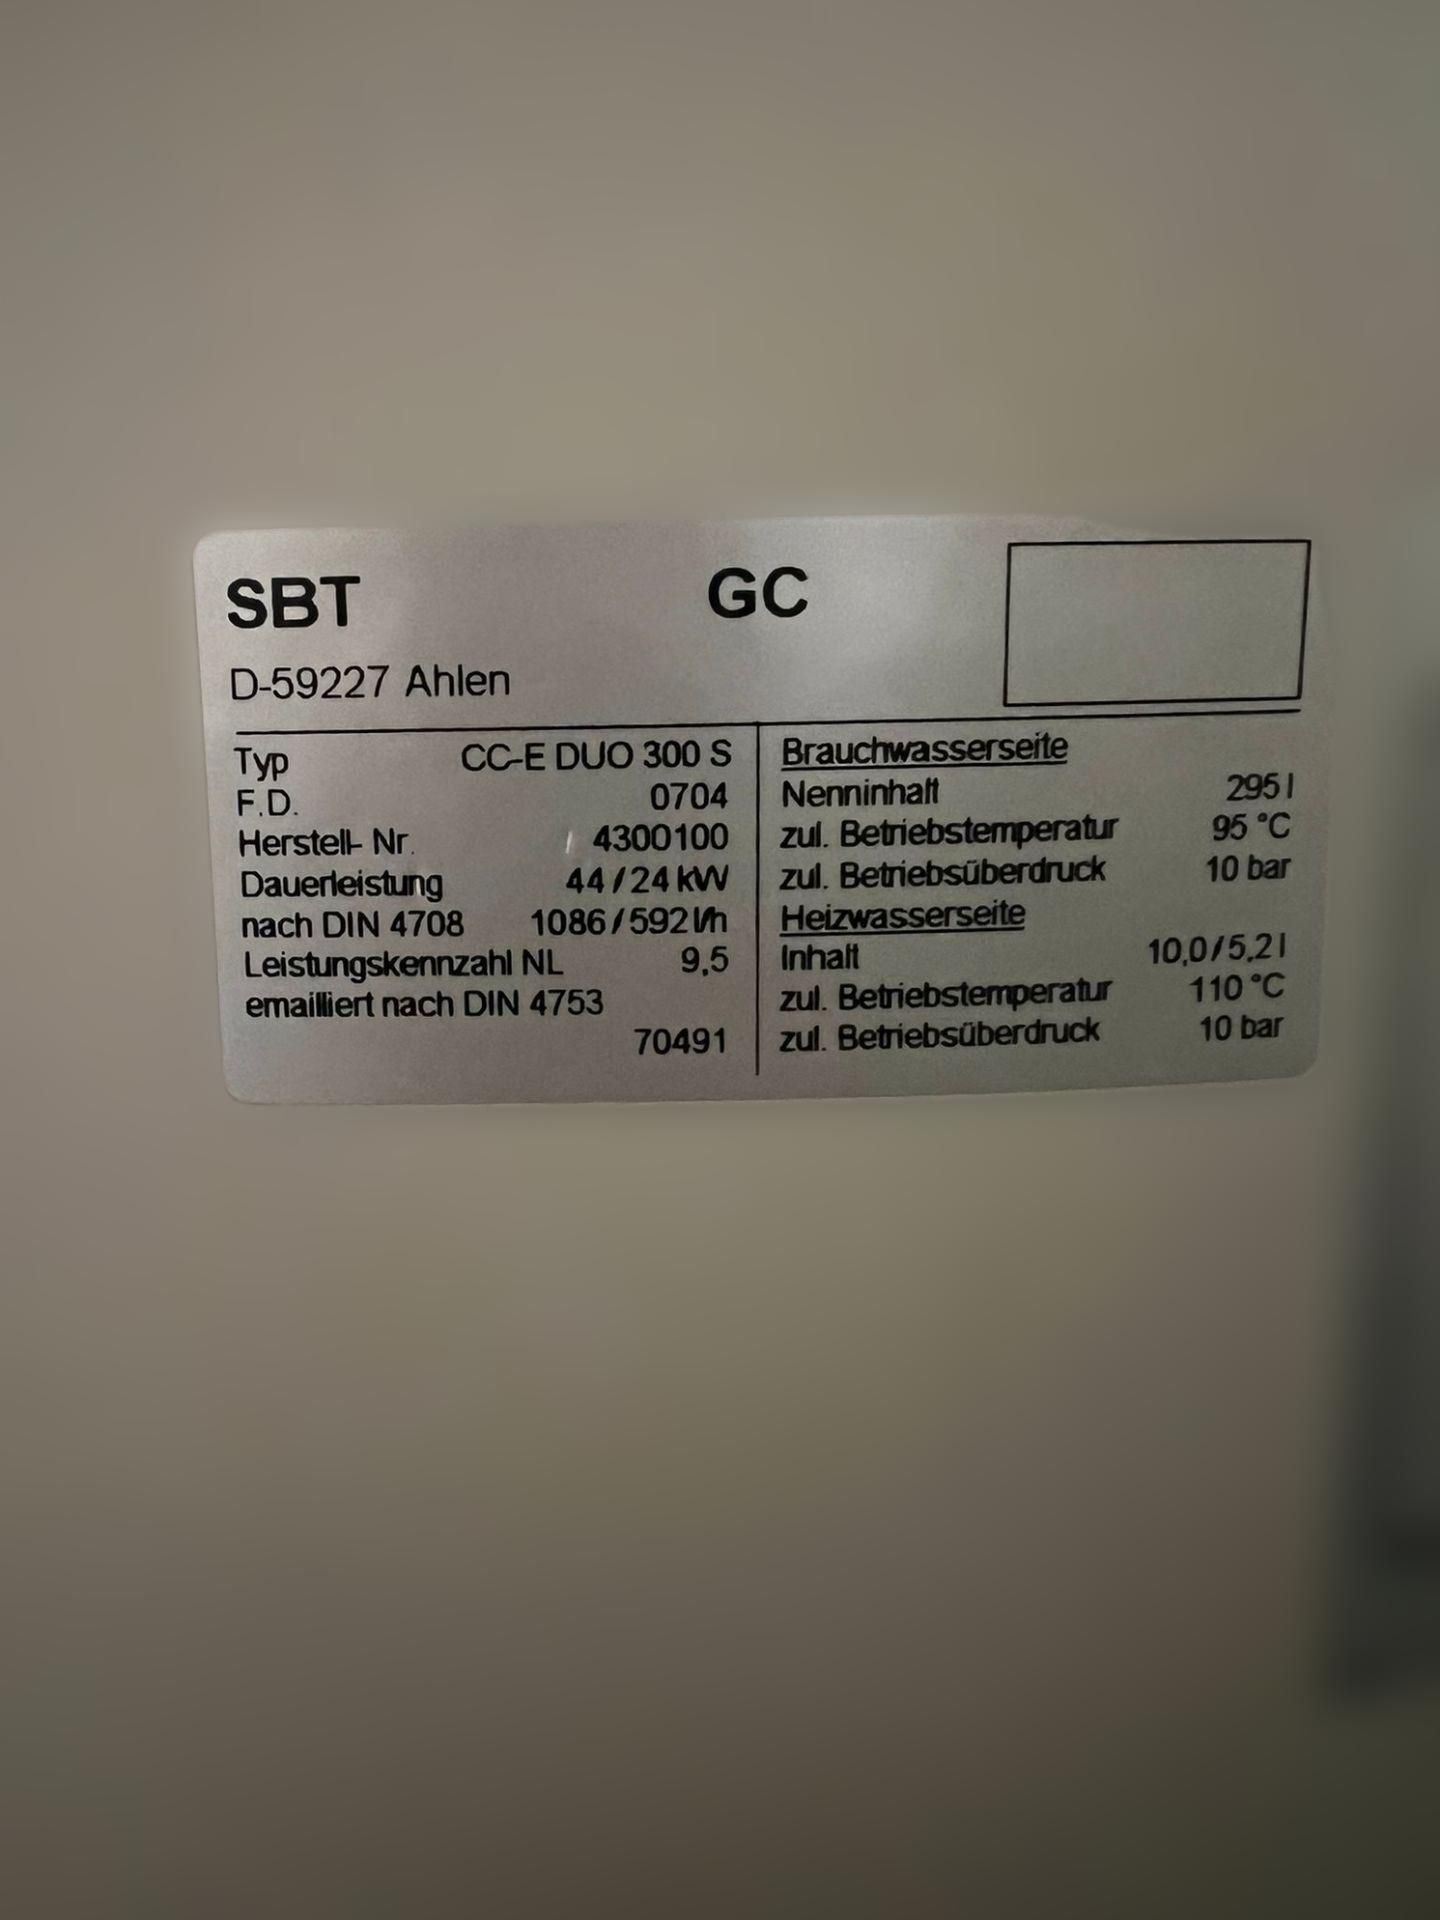 SBT GC
D-59227 Ahlen
Typ CC-E DUO 300 S
F.D. 0704
Herstell- Nr. 4300100
Dauerleistung 44/24 kW
nach DIN 4708 1086/592 l/h
Leistungskennzahl NL 9,5
emailliert nach DIN 4753
70491
Brauchwasserseite
Nenninhalt 295 l
zul. Betriebstemperatur 95 °C
zul. Betriebsüberdruck 10 bar
Heizwasserseite
Inhalt 10,0/5,2 l
zul. Betriebstemperatur 110 °C
zul. Betriebsüberdruck 10 bar